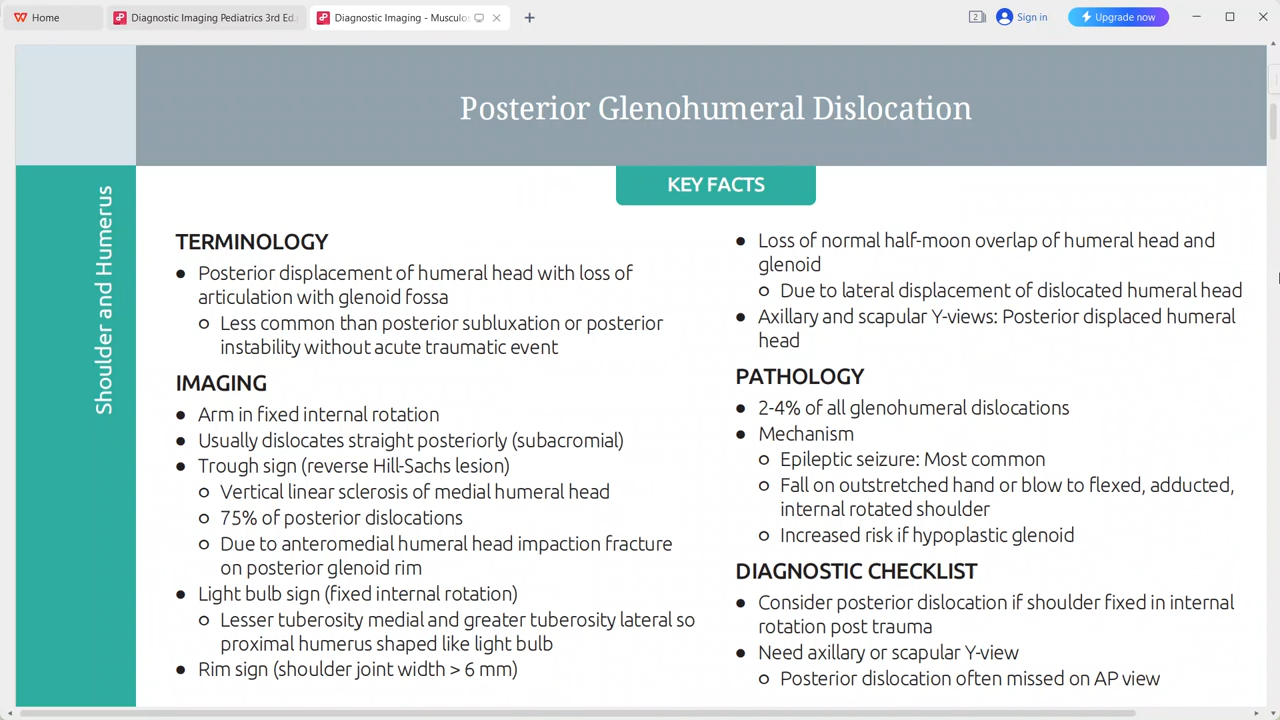 Home
Diagnostic Imaging Pediatrics 3rd Ed.
Diagnostic Imaging - Musculos
2
Sign in
Upgrade now
Posterior Glenohumeral Dislocation
Shoulder and Humerus
KEY FACTS
TERMINOLOGY
• Posterior displacement of humeral head with loss of
articulation with glenoid fossa
○ Less common than posterior subluxation or posterior
instability without acute traumatic event
IMAGING
• Arm in fixed internal rotation
• Usually dislocates straight posteriorly (subacromial)
• Trough sign (reverse Hill-Sachs lesion)
○ Vertical linear sclerosis of medial humeral head
○ 75% of posterior dislocations
○ Due to anteromedial humeral head impaction fracture
on posterior glenoid rim
• Light bulb sign (fixed internal rotation)
○ Lesser tuberosity medial and greater tuberosity lateral so
proximal humerus shaped like light bulb
• Rim sign (shoulder joint width > 6 mm)
• Loss of normal half-moon overlap of humeral head and
glenoid
○ Due to lateral displacement of dislocated humeral head
• Axillary and scapular Y-views: Posterior displaced humeral
head
PATHOLOGY
• 2-4% of all glenohumeral dislocations
• Mechanism
○ Epileptic seizure: Most common
○ Fall on outstretched hand or blow to flexed, adducted,
internal rotated shoulder
○ Increased risk if hypoplastic glenoid
DIAGNOSTIC CHECKLIST
• Consider posterior dislocation if shoulder fixed in internal
rotation post trauma
• Need axillary or scapular Y-view
○ Posterior dislocation often missed on AP view